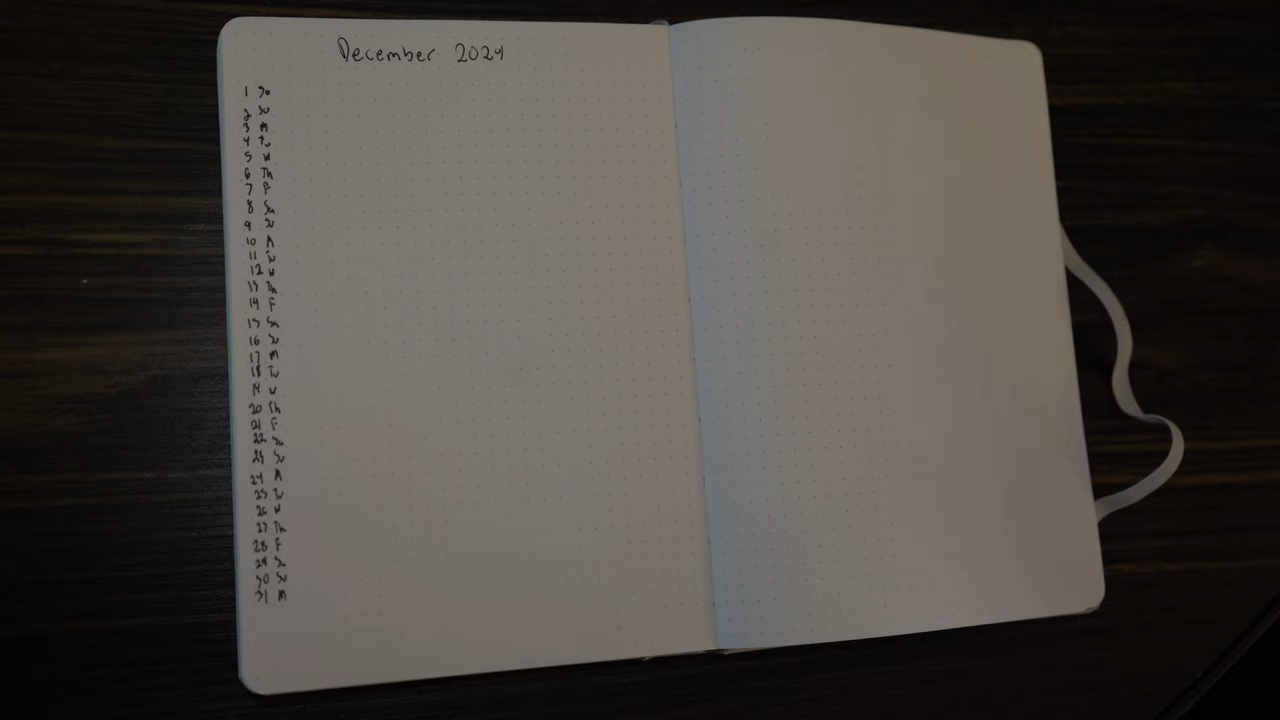 December 2024
1 Sa
2 Su
3 M
4 Tu
5 W
6 Th
7 F
8 Sa
9 Su
10 M
11 Tu
12 W
13 Th
14 F
15 Sa
16 Su
17 M
18 Tu
19 W
20 Th
21 F
22 Sa
23 Su
24 M
25 Tu
26 W
27 Th
28 F
29 Sa
30 Su
31 M